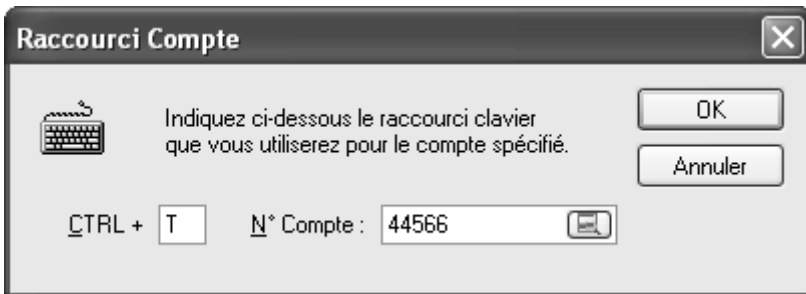 Raccourci Compte
Indiquez ci-dessous le raccourci clavier
que vous utiliserez pour le compte spécifié.
OK
Annuler
CTRL + T N° Compte : 44566